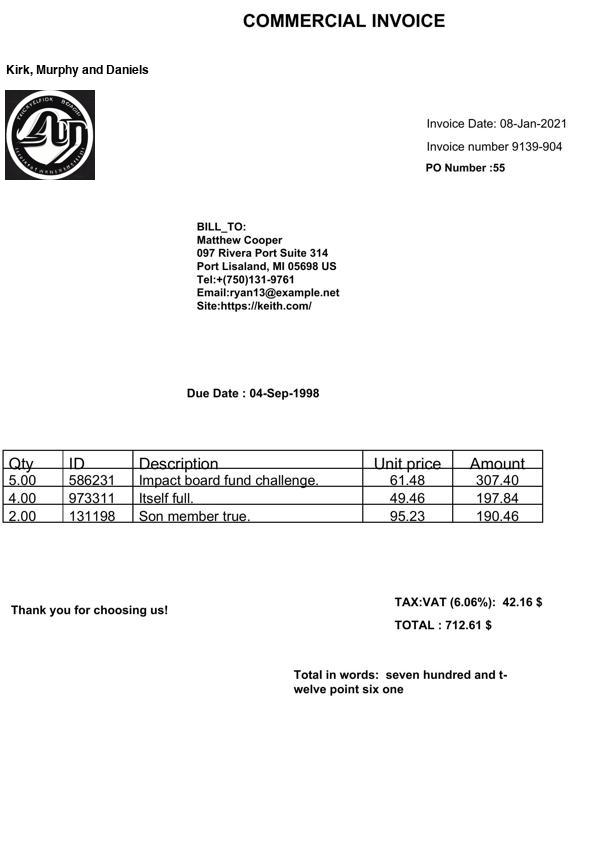 COMMERCIAL INVOICE
Kirk, Murphy and Daniels
Invoice Date: 08-Jan-2021
Invoice number 9139-904
PO Number :55
BILL_TO:
Matthew Cooper
097 Rivera Port Suite 314
Port Lisaland, MI 05698 US
Tel:+(750)131-9761
Email:ryan13@example.net
Site:https://keith.com/
Due Date : 04-Sep-1998
Qty ID Description Unit price Amount
5.00 586231 Impact board fund challenge. 61.48 307.40
4.00 973311 Itself full. 49.46 197.84
2.00 131198 Son member true. 95.23 190.46
TAX:VAT (6.06%): 42.16 $
Thank you for choosing us!
TOTAL : 712.61 $
Total in words: seven hundred and t-
welve point six one